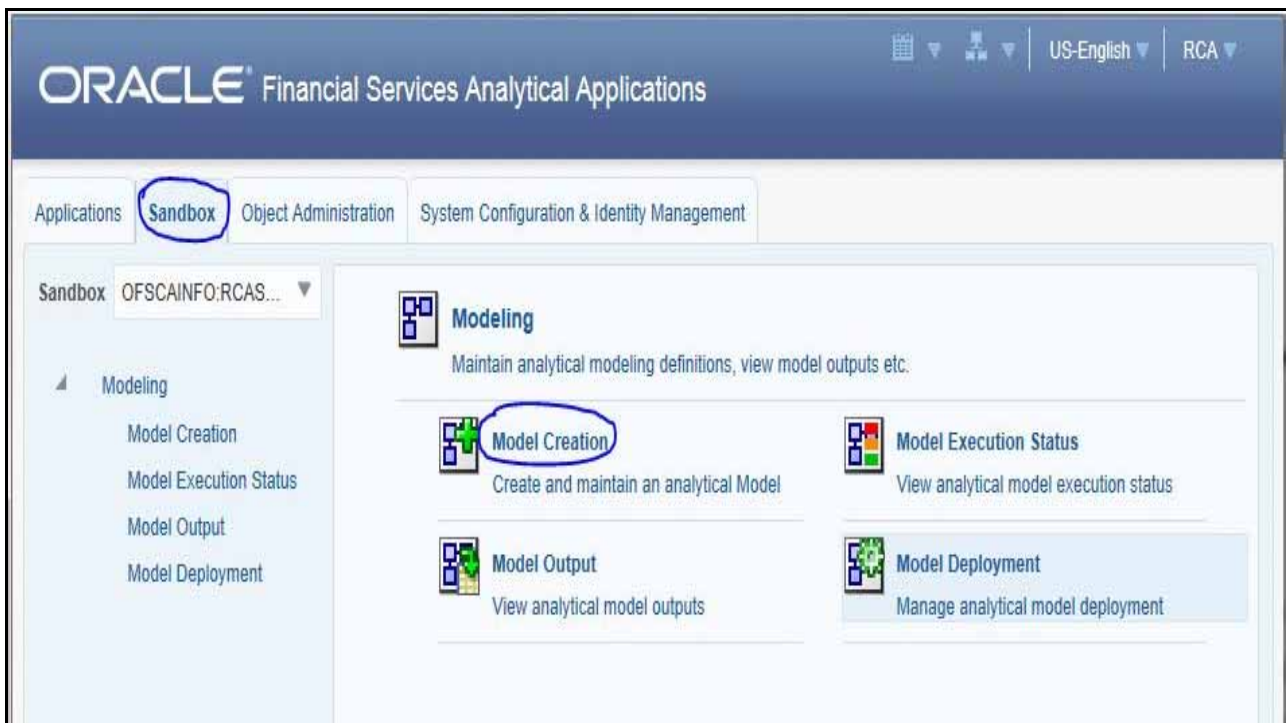 US-English RCA
ORACLE® Financial Services Analytical Applications
Applications Sandbox Object Administration System Configuration & Identity Management
Sandbox OFSCAINFO:RCAS...
Modeling
Model Creation
Model Execution Status
Model Output
Model Deployment
Modeling
Maintain analytical modeling definitions, view model outputs etc.
Model Creation
Create and maintain an analytical Model
Model Execution Status
View analytical model execution status
Model Output
View analytical model outputs
Model Deployment
Manage analytical model deployment